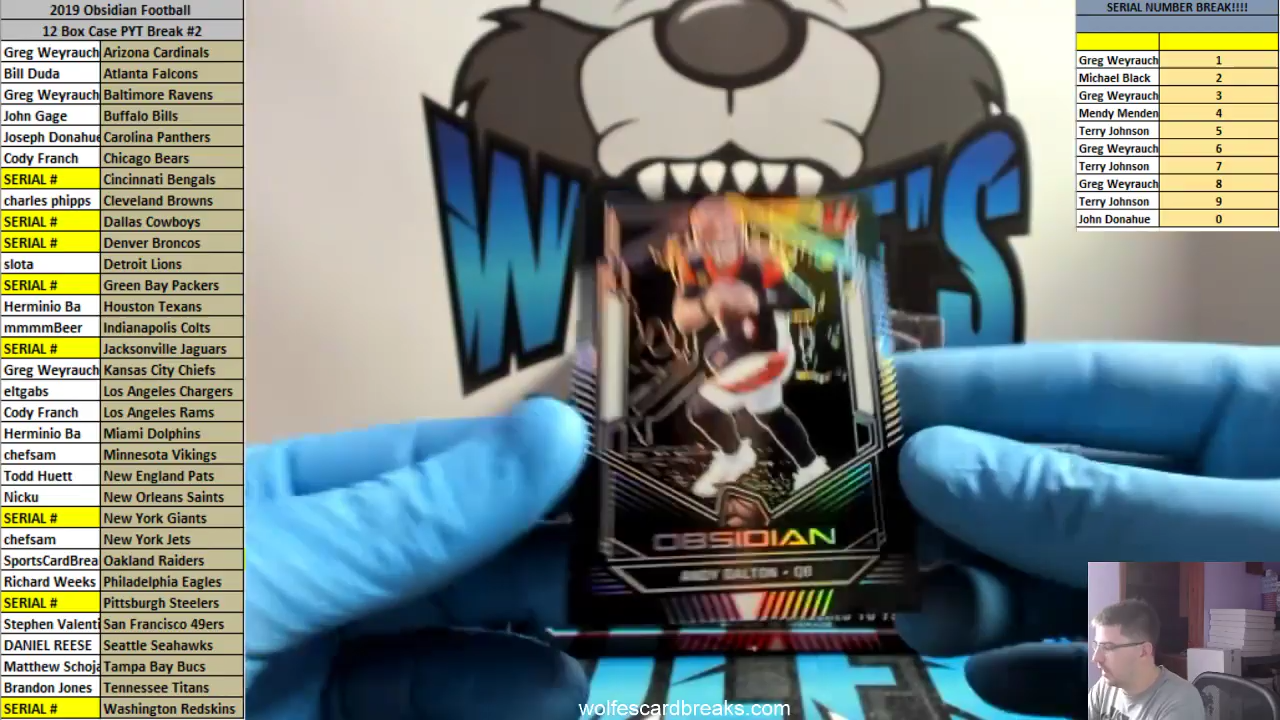 2019 Obsidian Football
12 Box Case PYT Break #2
Greg Weyrauch Arizona Cardinals
Bill Duda Atlanta Falcons
Greg Weyrauch Baltimore Ravens
John Gage Buffalo Bills
Joseph Donahue Carolina Panthers
Cody Franch Chicago Bears
SERIAL # Cincinnati Bengals
charles phipps Cleveland Browns
SERIAL # Dallas Cowboys
SERIAL # Denver Broncos
slota Detroit Lions
SERIAL # Green Bay Packers
Herminio Ba Houston Texans
mmmmBeer Indianapolis Colts
SERIAL # Jacksonville Jaguars
Greg Weyrauch Kansas City Chiefs
eltgabs Los Angeles Chargers
Cody Franch Los Angeles Rams
Herminio Ba Miami Dolphins
chefsam Minnesota Vikings
Todd Huett New England Pats
Nicku New Orleans Saints
SERIAL # New York Giants
chefsam New York Jets
SportsCardBrea Oakland Raiders
Richard Weeks Philadelphia Eagles
SERIAL # Pittsburgh Steelers
Stephen Valenti San Francisco 49ers
DANIEL REESE Seattle Seahawks
Matthew Schoja Tampa Bay Bucs
Brandon Jones Tennessee Titans
SERIAL # Washington Redskins
OBSIDIAN
ANDY DALTON • QB
wolfescardbreaks.com
SERIAL NUMBER BREAK!!!!
Greg Weyrauch 1
Michael Black 2
Greg Weyrauch 3
Mendy Menden 4
Terry Johnson 5
Greg Weyrauch 6
Terry Johnson 7
Greg Weyrauch 8
Terry Johnson 9
John Donahue 0